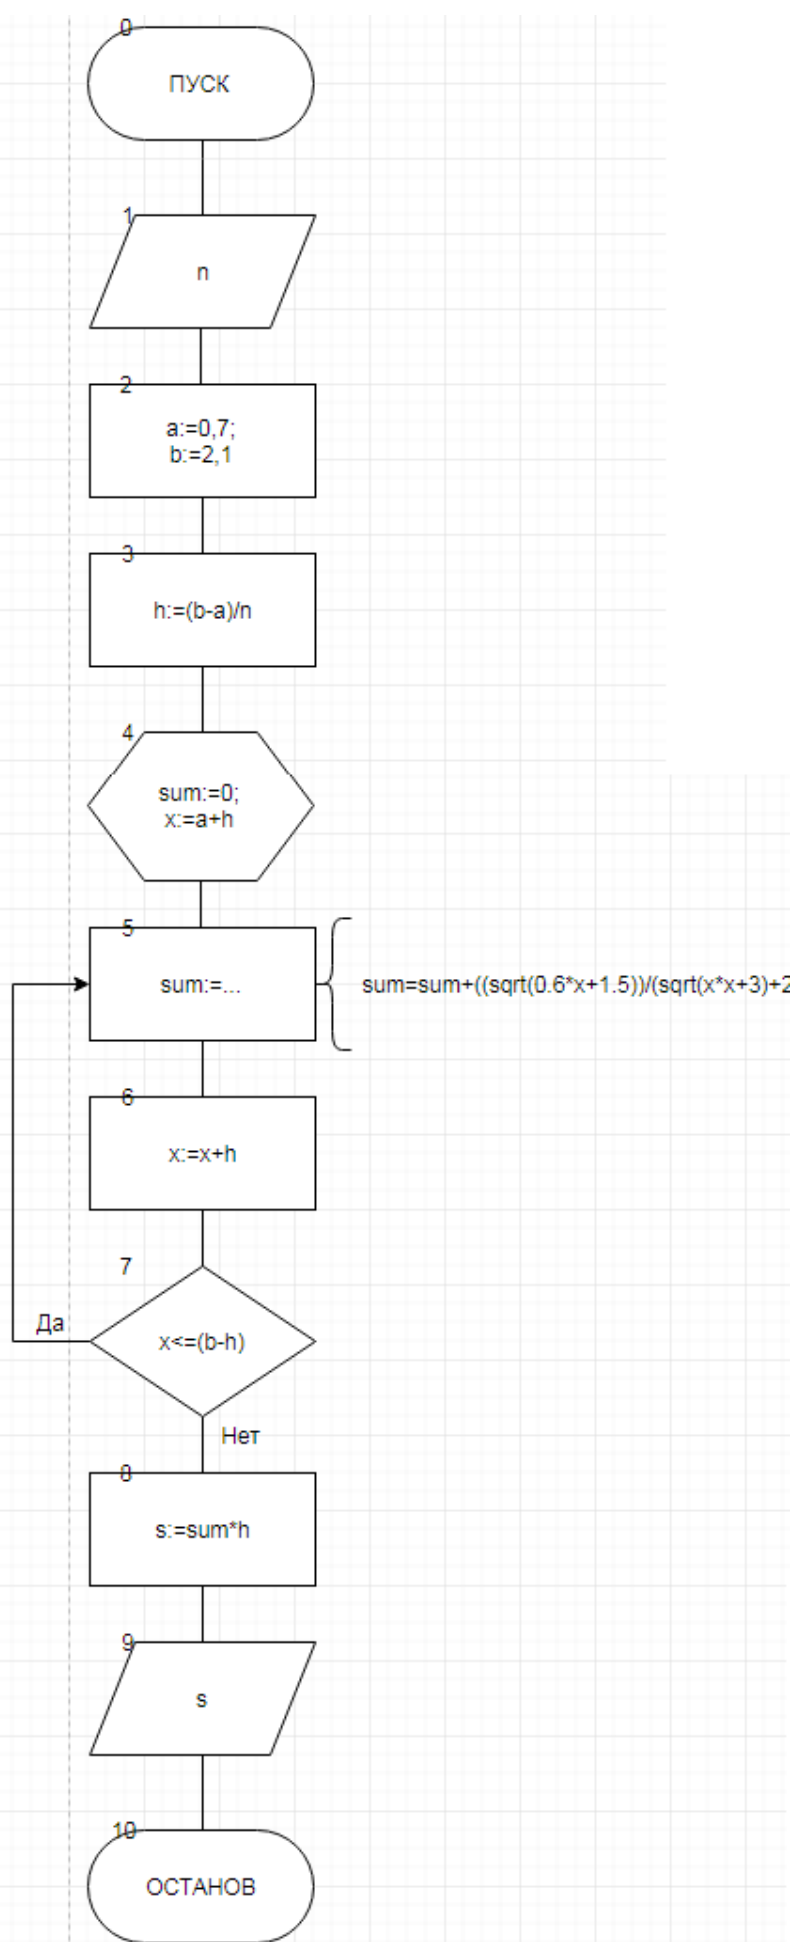 0
ПУСК
1
n
2
a:=0,7;
b:=2,1
3
h:=(b-a)/n
4
sum:=0;
x:=a+h
5
sum:=...
sum=sum+((sqrt(0.6*x+1.5))/(sqrt(x*x+3)+2
6
x:=x+h
7
Да
x<=(b-h)
Нет
8
s:=sum*h
9
s
10
ОСТАНОВ